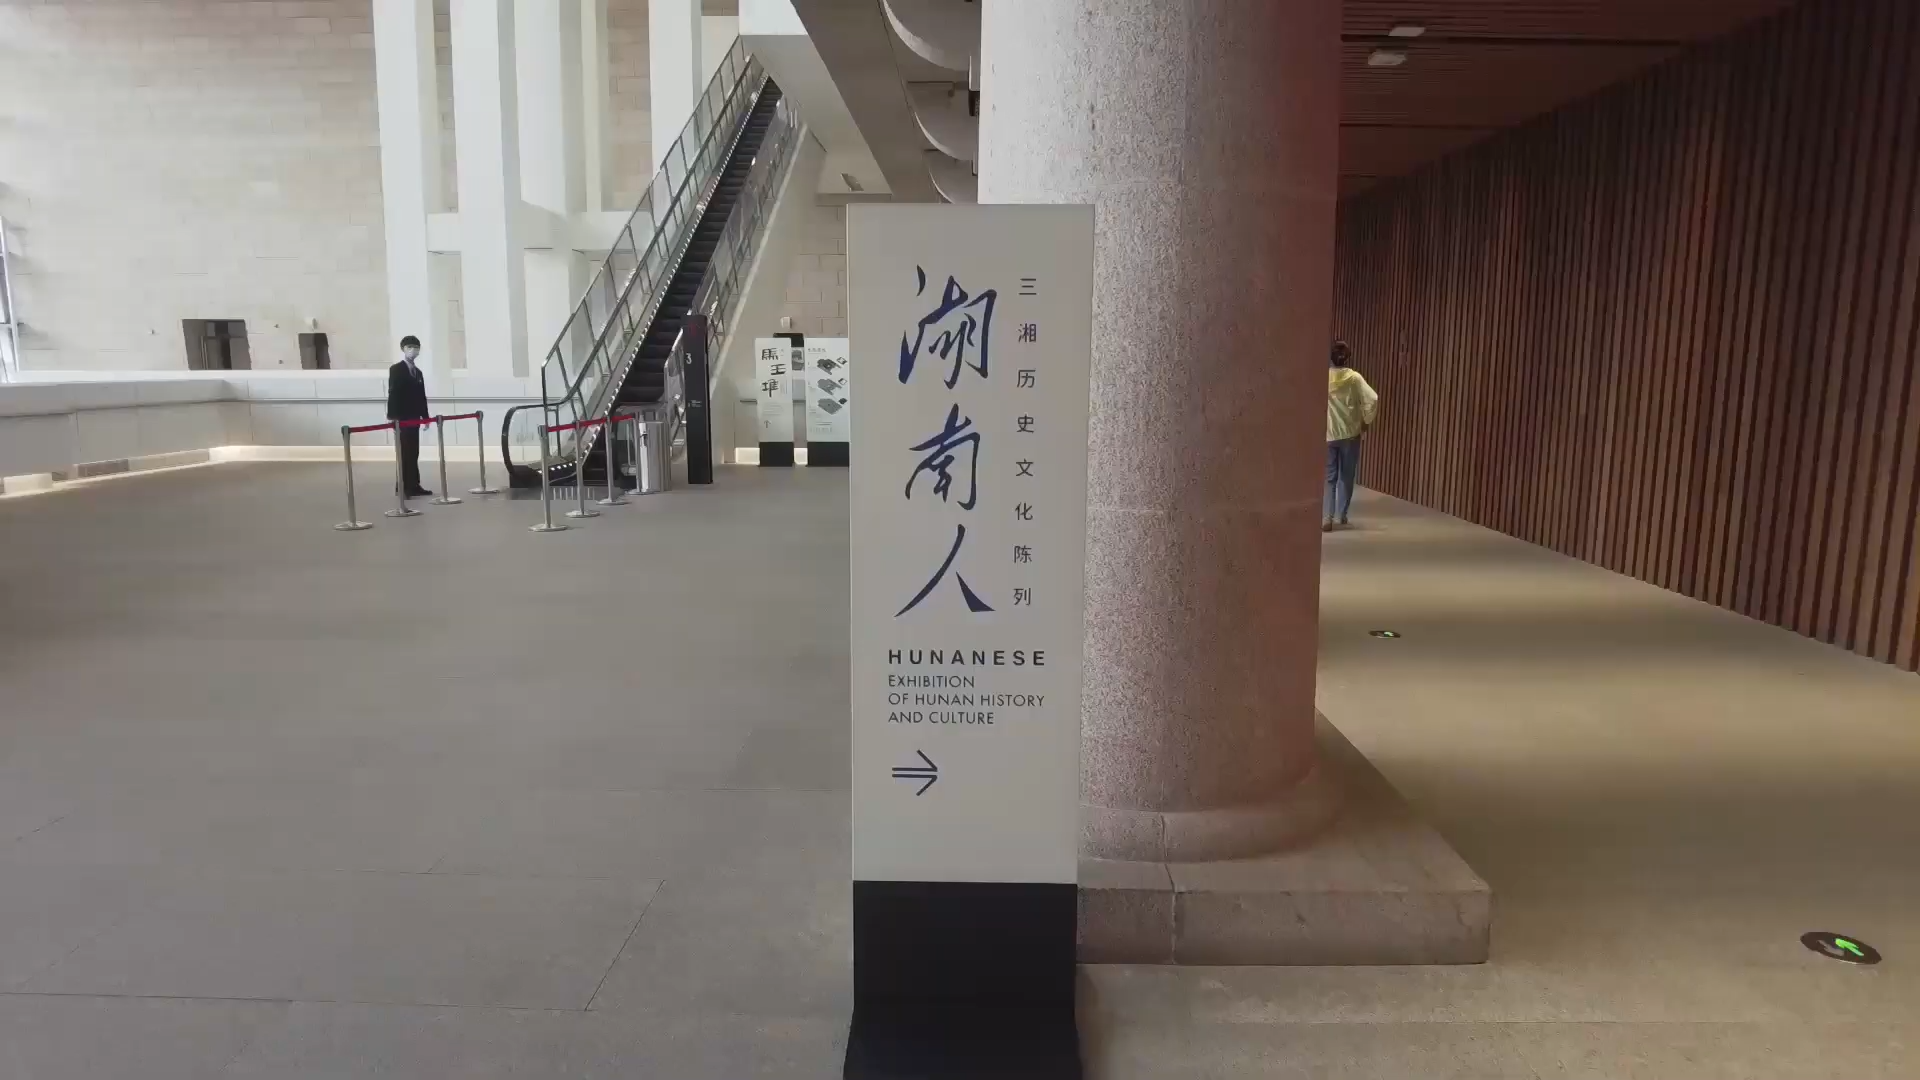 湖南人
三湘历史文化陈列
HUNANESE
EXHIBITION
OF HUNAN HISTORY
AND CULTURE
馬王堆
3